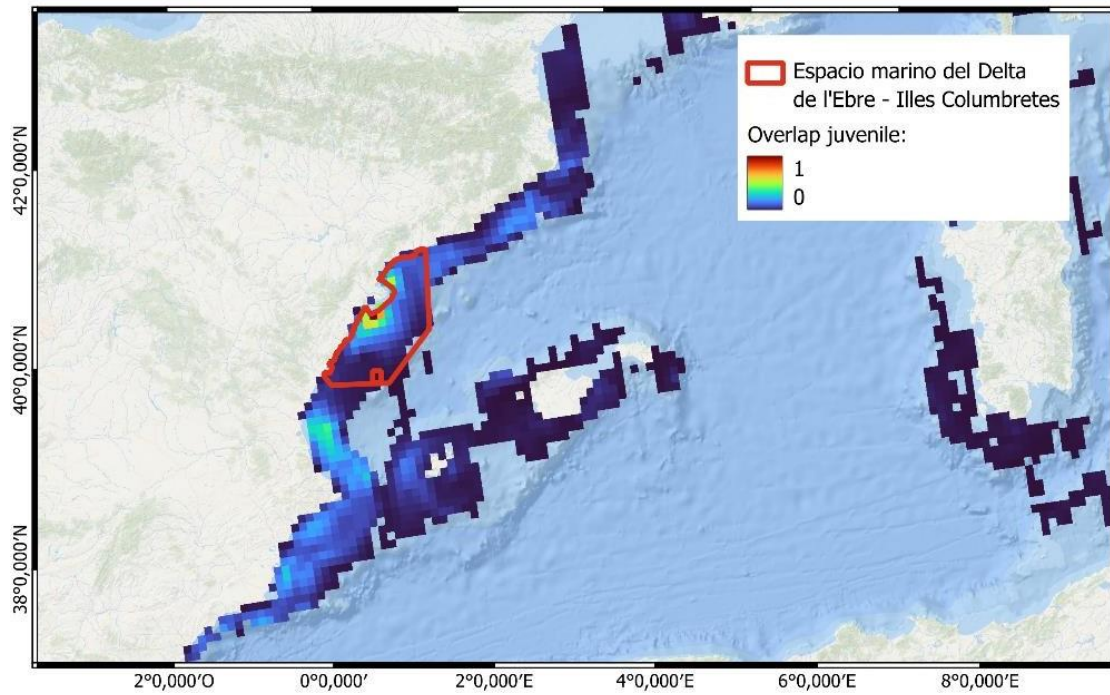 Espacio marino del Delta
de l'Ebre - Illes Columbretes
Overlap juvenile:
1
0
42°0,000'N
40°0,000'N
38°0,000'N
2°0,000'O
0°0,000'
2°0,000'E
4°0,000'E
6°0,000'E
8°0,000'E